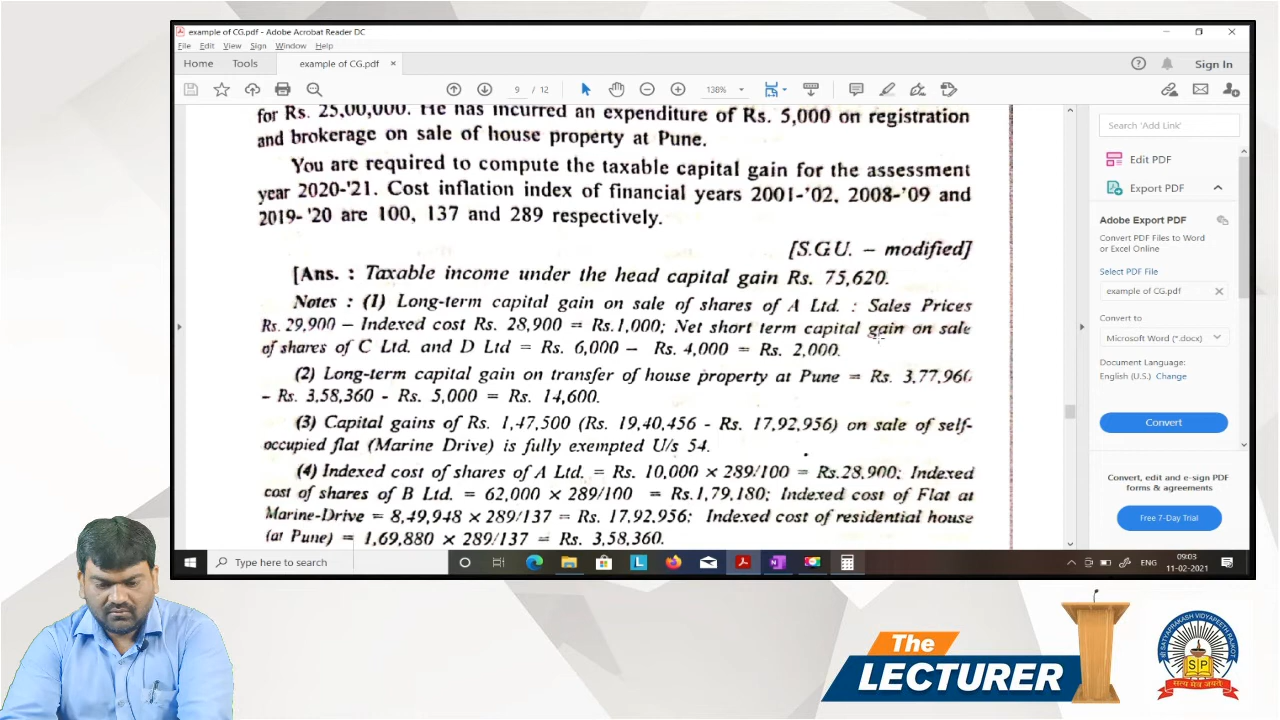 example of CG.pdf - Adobe Acrobat Reader DC
File Edit View Sign Window Help
Home Tools example of CG.pdf × Sign In
9 / 12 138%
for Rs. 25,00,000. He has incurred an expenditure of Rs. 5,000 on registration
and brokerage on sale of house property at Pune.
You are required to compute the taxable capital gain for the assessment
year 2020-'21. Cost inflation index of financial years 2001-'02, 2008-'09 and
2019-'20 are 100, 137 and 289 respectively.
[S.G.U. – modified]
[Ans. : Taxable income under the head capital gain Rs. 75,620.
Notes : (1) Long-term capital gain on sale of shares of A Ltd. : Sales Prices
Rs. 29,900 – Indexed cost Rs. 28,900 = Rs.1,000; Net short term capital gain on sale
of shares of C Ltd. and D Ltd = Rs. 6,000 – Rs. 4,000 = Rs. 2,000.
(2) Long-term capital gain on transfer of house property at Pune = Rs. 3,77,960
– Rs. 3,58,360 - Rs. 5,000 = Rs. 14,600.
(3) Capital gains of Rs. 1,47,500 (Rs. 19,40,456 - Rs. 17,92,956) on sale of self-
occupied flat (Marine Drive) is fully exempted U/s 54.
(4) Indexed cost of shares of A Ltd. = Rs. 10,000 × 289/100 = Rs.28,900; Indexed
cost of shares of B Ltd. = 62,000 × 289/100 = Rs.1,79,180; Indexed cost of Flat at
Marine-Drive = 8,49,948 × 289/137 = Rs. 17,92,956; Indexed cost of residential house
(at Pune) = 1,69,880 × 289/137 = Rs. 3,58,360.
Search 'Add Link'
Edit PDF
Export PDF
Adobe Export PDF
Convert PDF Files to Word
or Excel Online
Select PDF File
example of CG.pdf ×
Convert to
Microsoft Word (*.docx)
Document Language:
English (U.S.) Change
Convert
Convert, edit and e-sign PDF
forms & agreements
Free 7-Day Trial
Type here to search
ENG
09:03
11-02-2021
The
LECTURER
SP